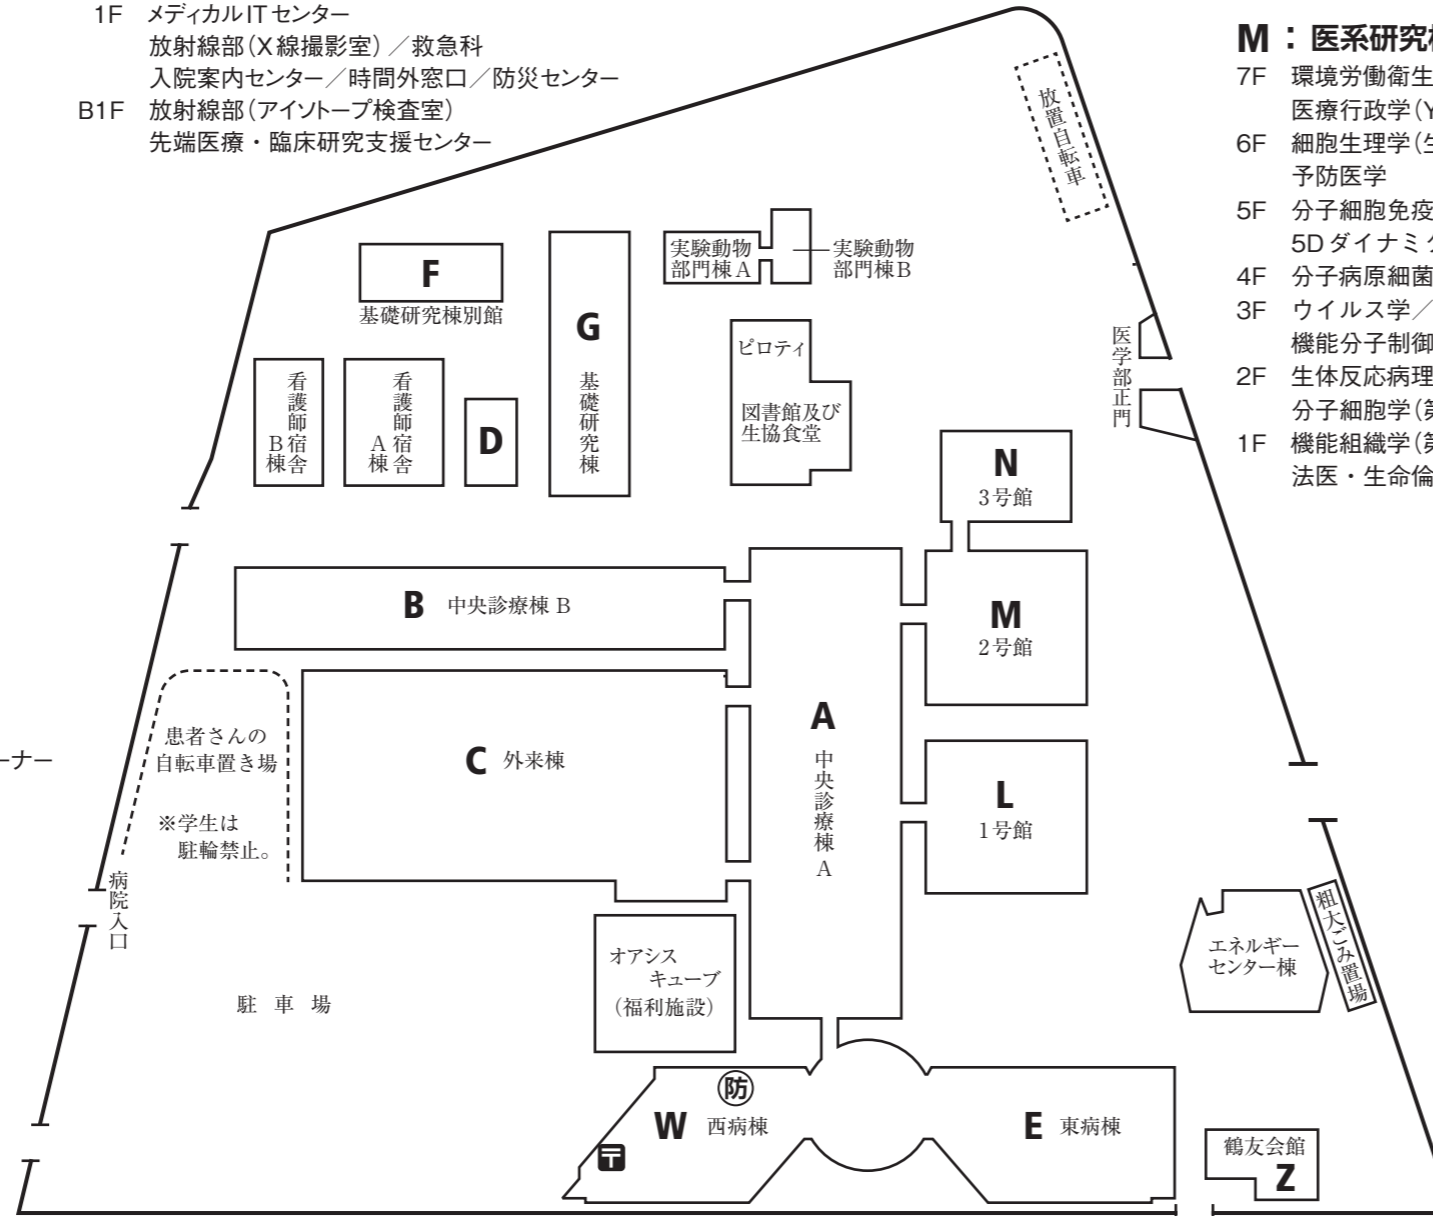 1F メディカルITセンター
放射線部(X線撮影室)／救急科
入院案内センター／時間外窓口／防災センター
B1F 放射線部(アイソトープ検査室)
先端医療・臨床研究支援センター
M：医系研究
7F 環境労働衛生
医療行政学(Y
6F 細胞生理学(生
予防医学
5F 分子細胞免疫
5Dダイナミ
4F 分子病原細菌
3F ウイルス学／
機能分子制御
2F 生体反応病理
分子細胞学(第
1F 機能組織学(第
法医・生命倫
放置自転車
F
基礎研究棟別館
G
基礎研究棟
実験動物
部門棟A
実験動物
部門棟B
ピロティ
図書館及び
生協食堂
医学部正門
看護師宿舎
B棟
看護師宿舎
A棟
D
N
3号館
B 中央診療棟 B
M
2号館
A
中央診療棟 A
C 外来棟
L
1号館
患者さんの
自転車置き場
※学生は
駐輪禁止。
ーナー
病院入口
駐車場
オアシス
キューブ
(福利施設)
エネルギー
センター棟
粗大ごみ置場
防
W 西病棟
〒
E 東病棟
鶴友会館
Z